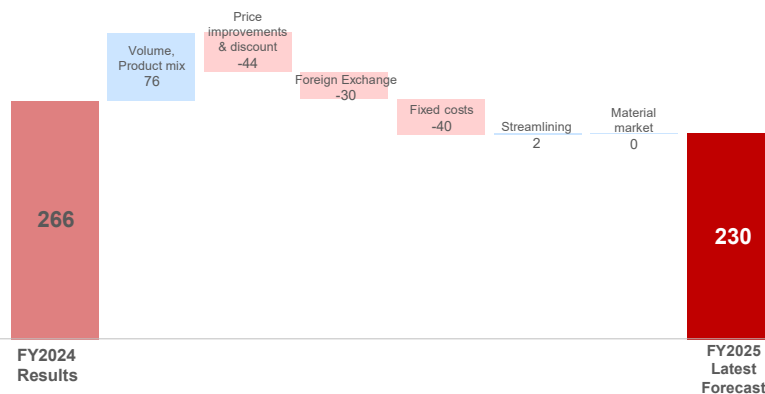 Price
improvements
& discount
-44
Volume,
Product mix
76
Foreign Exchange
-30
Fixed costs
-40
Streamlining
2
Material
market
0
266
230
FY2024
Results
FY2025
Latest
Forecast